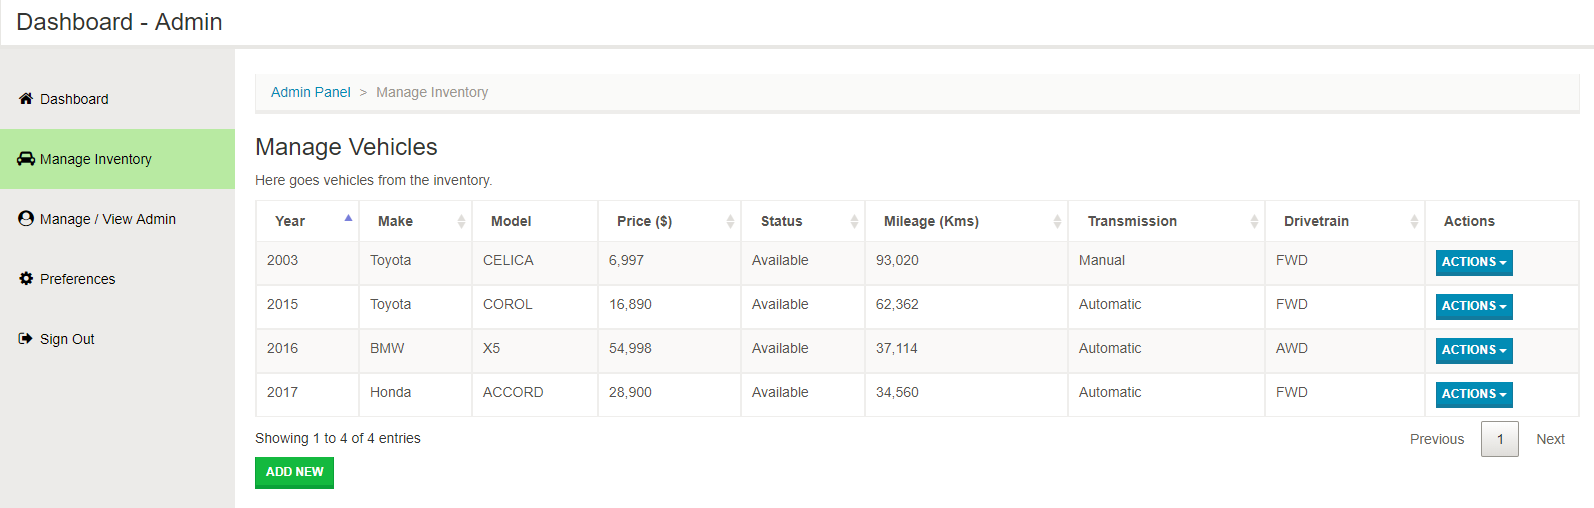 Dashboard - Admin
Dashboard
Manage Inventory
Manage / View Admin
Preferences
Sign Out
Admin Panel > Manage Inventory
Manage Vehicles
Here goes vehicles from the inventory.
Year Make Model Price ($) Status Mileage (Kms) Transmission Drivetrain Actions
2003 Toyota CELICA 6,997 Available 93,020 Manual FWD ACTIONS
2015 Toyota COROL 16,890 Available 62,362 Automatic FWD ACTIONS
2016 BMW X5 54,998 Available 37,114 Automatic AWD ACTIONS
2017 Honda ACCORD 28,900 Available 34,560 Automatic FWD ACTIONS
Showing 1 to 4 of 4 entries
Previous 1 Next
ADD NEW